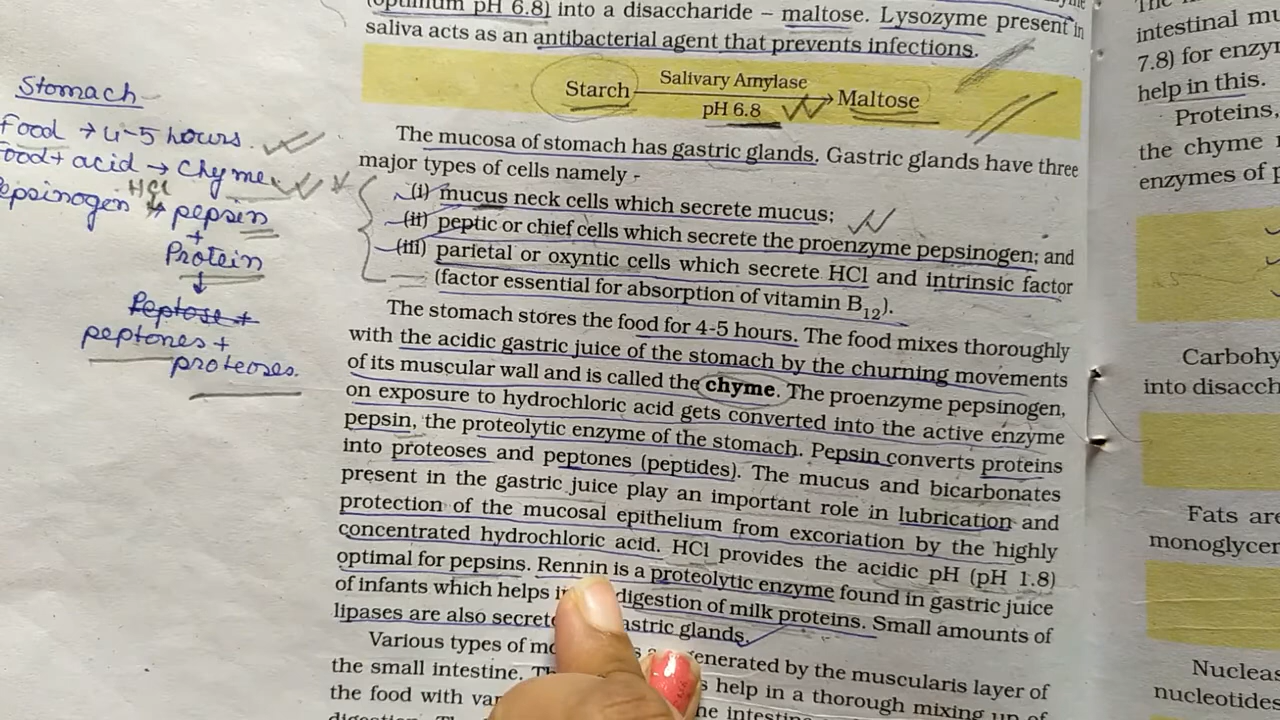 (optimum pH 6.8) into a disaccharide – maltose. Lysozyme present in
saliva acts as an antibacterial agent that prevents infections.
Starch Salivary Amylase pH 6.8 Maltose
The mucosa of stomach has gastric glands. Gastric glands have three
major types of cells namely -
(i) mucus neck cells which secrete mucus;
(ii) peptic or chief cells which secrete the proenzyme pepsinogen; and
(iii) parietal or oxyntic cells which secrete HCl and intrinsic factor
(factor essential for absorption of vitamin B12).
The stomach stores the food for 4-5 hours. The food mixes thoroughly
with the acidic gastric juice of the stomach by the churning movements
of its muscular wall and is called the chyme. The proenzyme pepsinogen,
on exposure to hydrochloric acid gets converted into the active enzyme
pepsin, the proteolytic enzyme of the stomach. Pepsin converts proteins
into proteoses and peptones (peptides). The mucus and bicarbonates
present in the gastric juice play an important role in lubrication and
protection of the mucosal epithelium from excoriation by the highly
concentrated hydrochloric acid. HCl provides the acidic pH (pH 1.8)
optimal for pepsins. Rennin is a proteolytic enzyme found in gastric juice
of infants which helps digestion of milk proteins. Small amounts of
lipases are also gastric glands.
Various types of generated by the muscularis layer of
the small intestine. help in a thorough mixing up of
the food with
Stomach
Food → 4-5 hours.
Food + acid → Chyme
Pepsinogen HCl → pepsin
+
Protein
↓
Peptose +
peptones +
proteoses.
intestinal
7.8) for
help in this.
Proteins,
the chyme
enzymes of
Carbohy
into disacch
Fats are
monoglycer
Nucleas
nucleotides